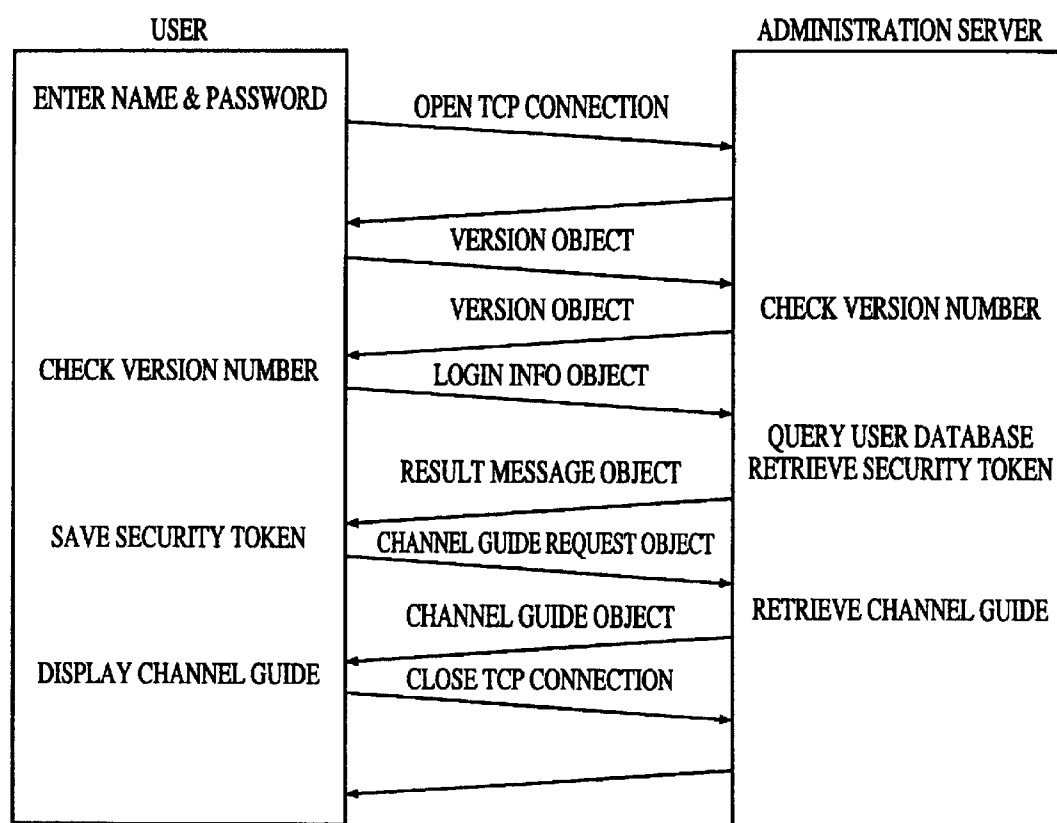 USER
ADMINISTRATION SERVER
ENTER NAME & PASSWORD
OPEN TCP CONNECTION
VERSION OBJECT
VERSION OBJECT
CHECK VERSION NUMBER
CHECK VERSION NUMBER
LOGIN INFO OBJECT
QUERY USER DATABASE
RETRIEVE SECURITY TOKEN
RESULT MESSAGE OBJECT
SAVE SECURITY TOKEN
CHANNEL GUIDE REQUEST OBJECT
RETRIEVE CHANNEL GUIDE
CHANNEL GUIDE OBJECT
DISPLAY CHANNEL GUIDE
CLOSE TCP CONNECTION